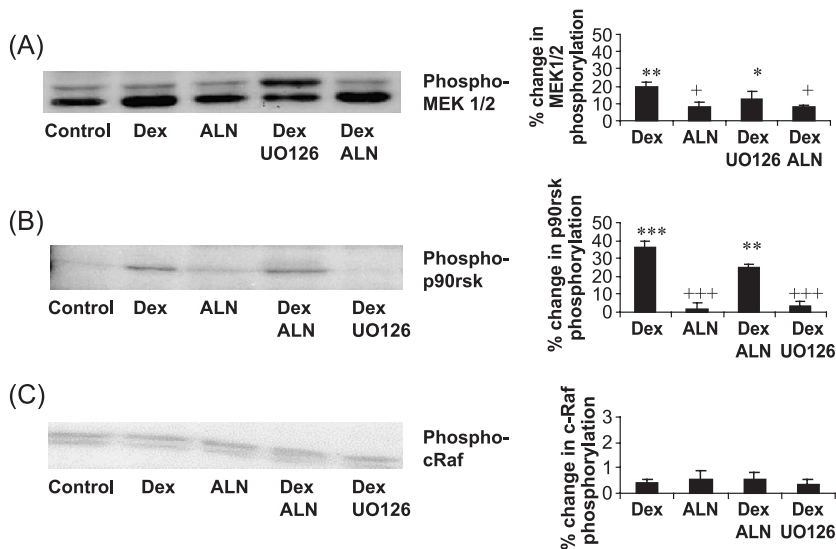 (A)
Phospho-
MEK 1/2
Control Dex ALN Dex Dex
UO126 ALN
% change in
MEK1/2
phosphorylation
50
40
30
20
10
0
** + * +
Dex ALN Dex Dex
UO126 ALN
(B)
Phospho-
p90rsk
Control Dex ALN Dex Dex
ALN UO126
% change in p90rsk
phosphorylation
50
40
30
20
10
0
*** +++ ** +++
Dex ALN Dex Dex
ALN UO126
(C)
Phospho-
cRaf
Control Dex ALN Dex Dex
ALN UO126
% change in c-Raf
phosphorylation
3
2
1
0
Dex ALN Dex Dex
ALN UO126